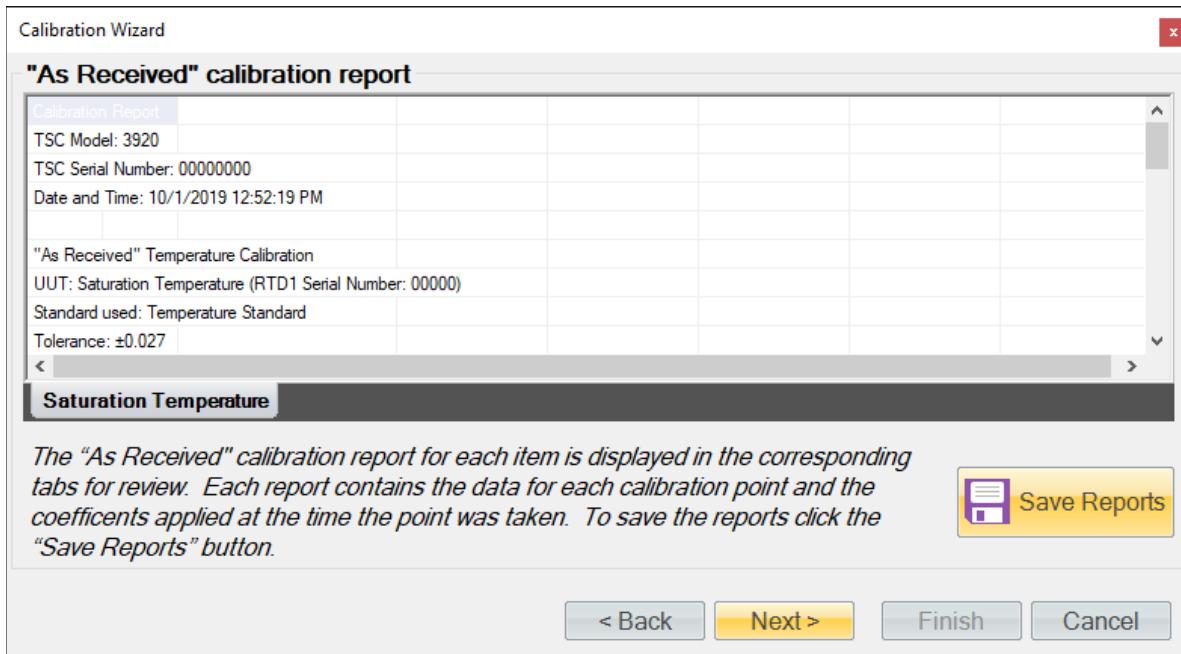 Calibration Wizard
x
"As Received" calibration report
Calibration Report
TSC Model: 3920
TSC Serial Number: 00000000
Date and Time: 10/1/2019 12:52:19 PM
"As Received" Temperature Calibration
UUT: Saturation Temperature (RTD1 Serial Number: 00000)
Standard used: Temperature Standard
Tolerance: ±0.027
Saturation Temperature
The “As Received" calibration report for each item is displayed in the corresponding
tabs for review.  Each report contains the data for each calibration point and the
coefficents applied at the time the point was taken.  To save the reports click the
“Save Reports” button.
Save Reports
< Back
Next >
Finish
Cancel